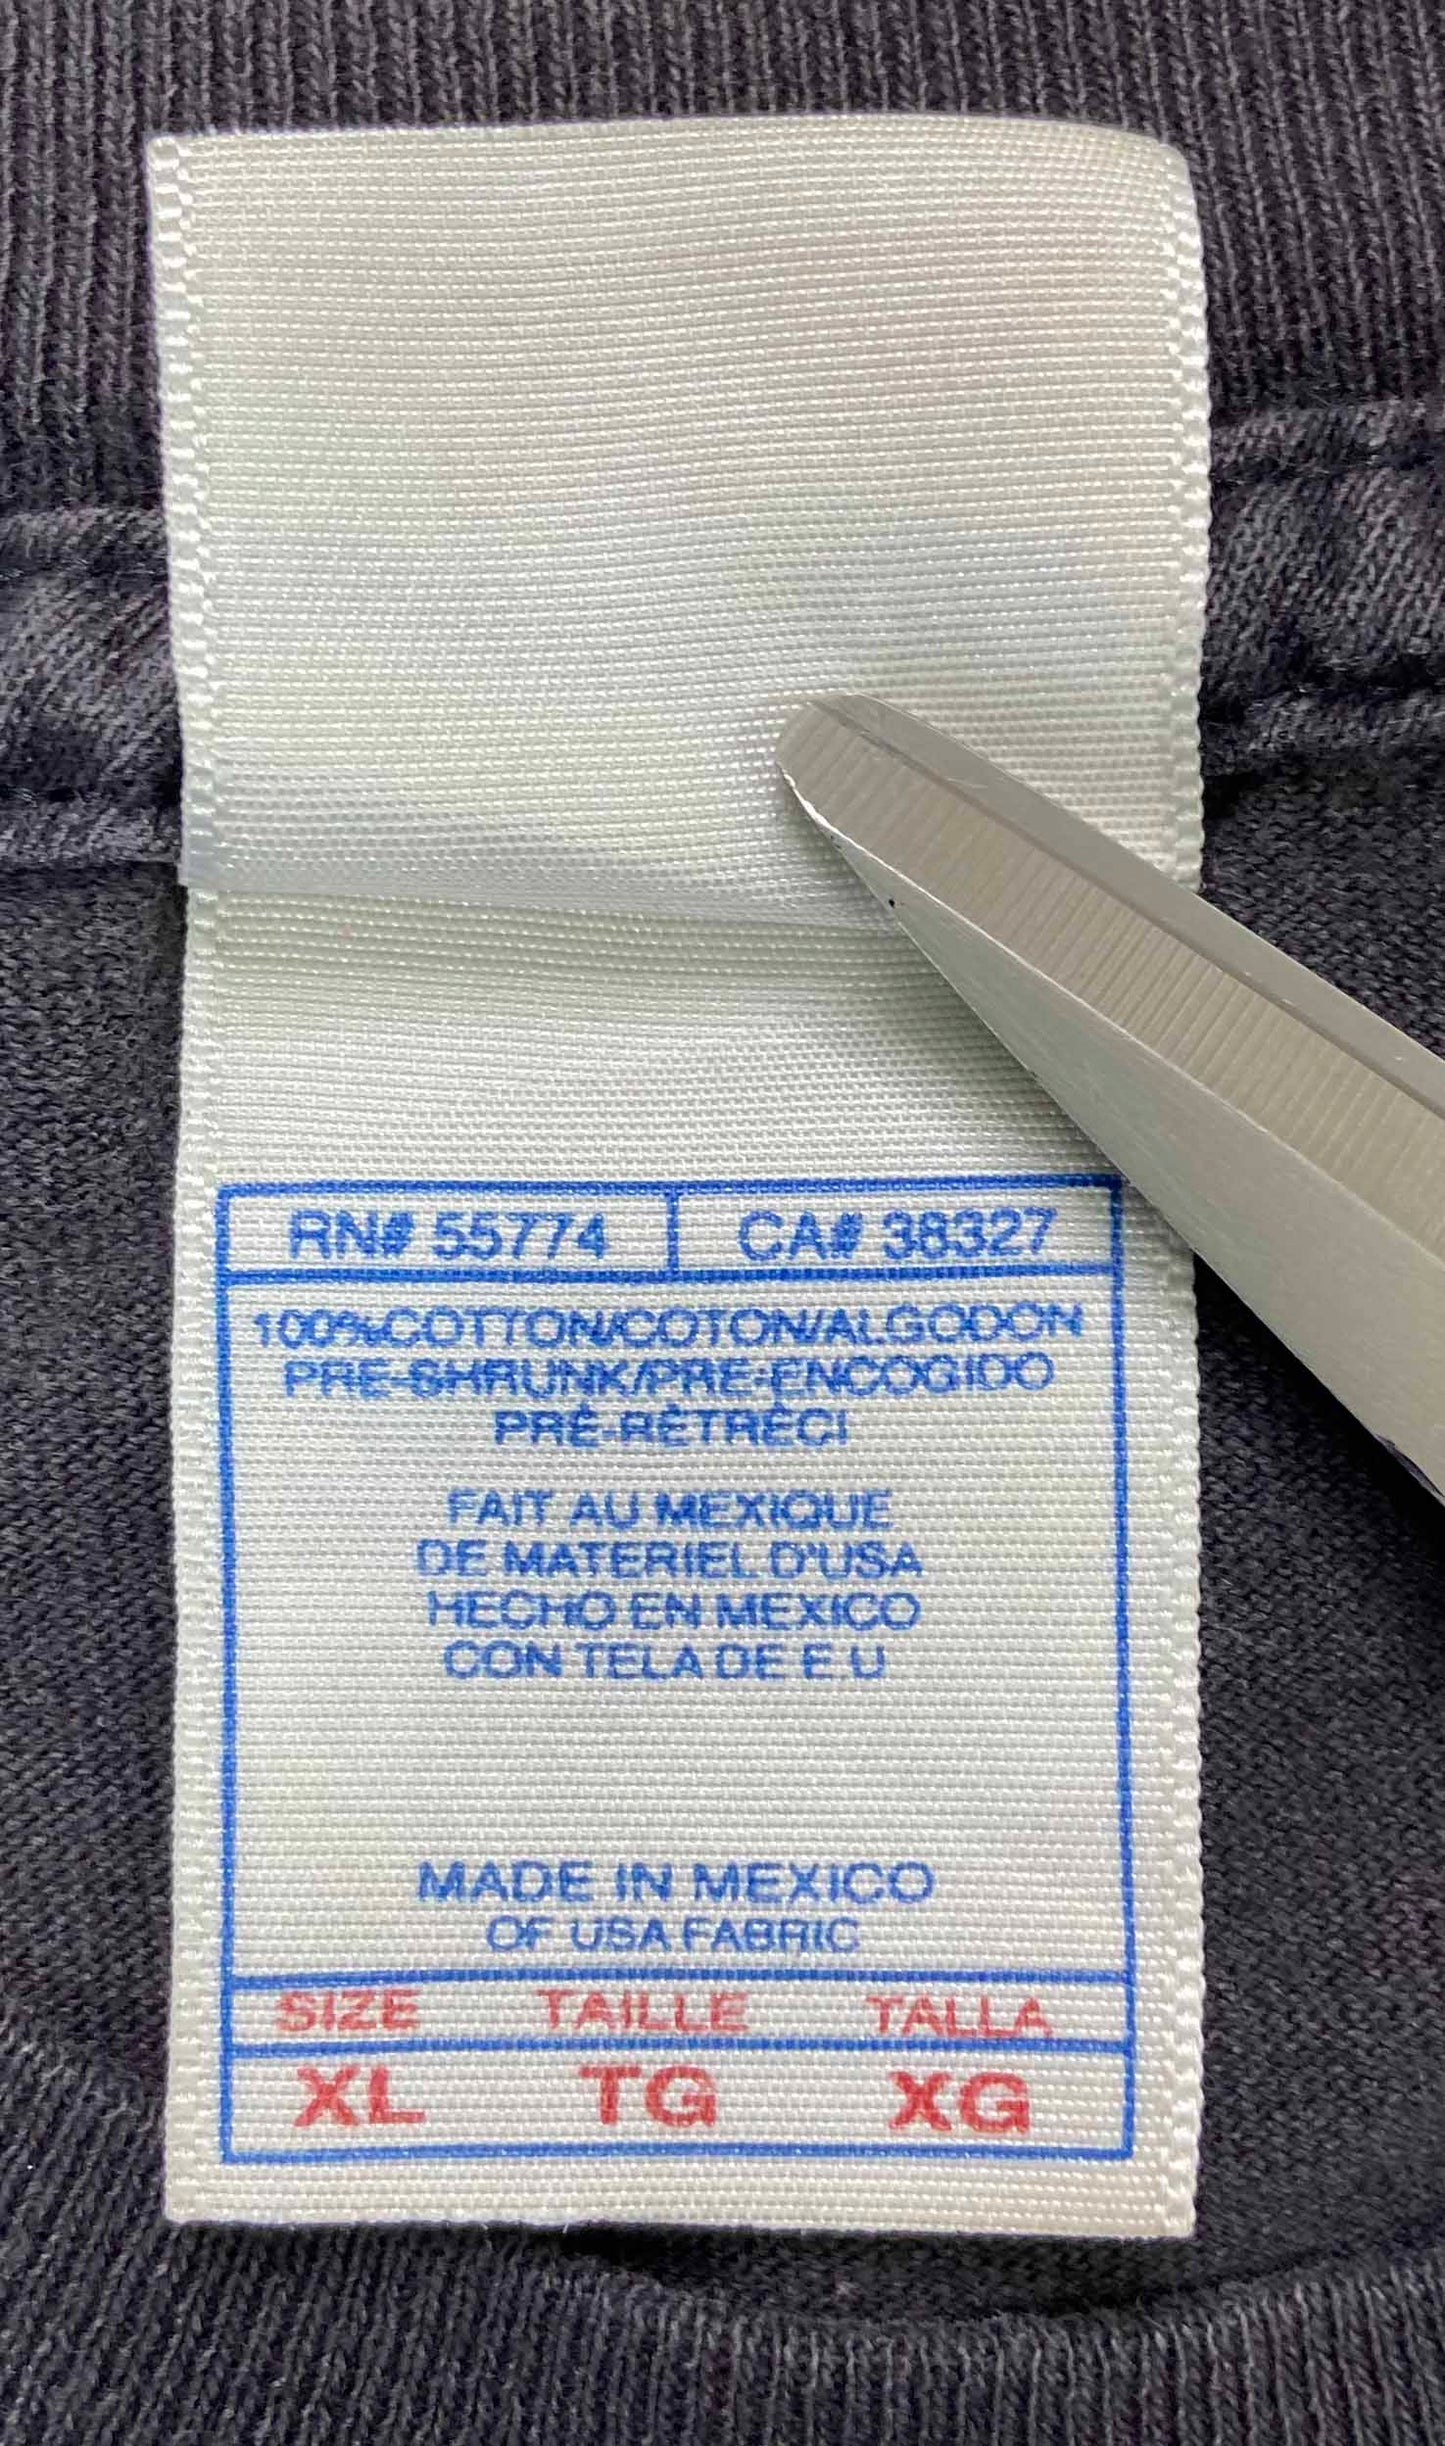 RN# 55774 CA# 38327
100%COTTON/COTON/ALGODON
PRE-SHRUNK/PRE-ENCOGIDO
PRÉ-RÉTRÉCI
FAIT AU MEXIQUE
DE MATERIEL D'USA
HECHO EN MEXICO
CON TELA DE E.U
MADE IN MEXICO
OF USA FABRIC
SIZE TAILLE TALLA
XL TG XG